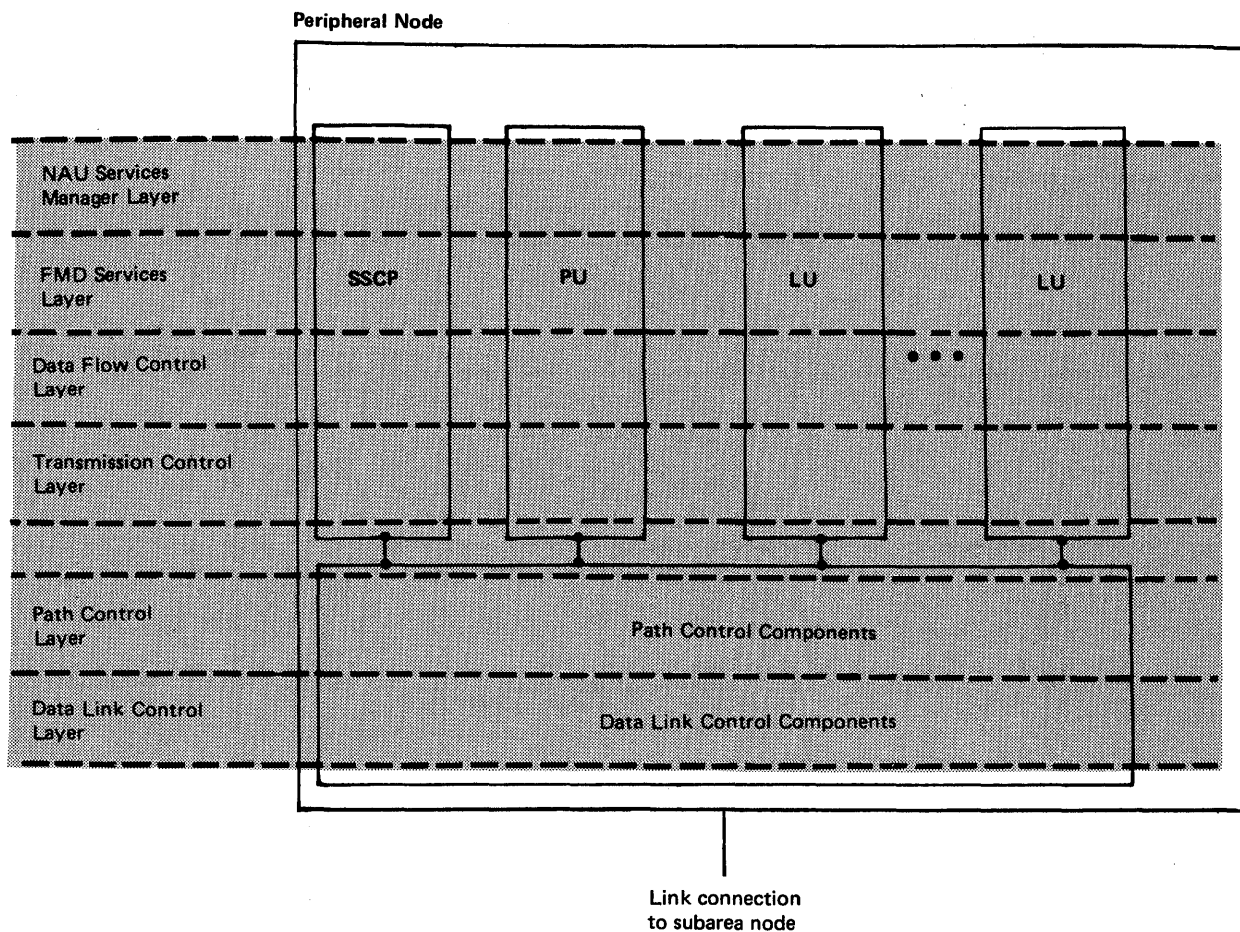 Peripheral Node
NAU Services
Manager Layer
FMD Services
Layer
SSCP
PU
LU
LU
Data Flow Control
Layer
Transmission Control
Layer
Path Control
Layer
Path Control Components
Data Link Control
Layer
Data Link Control Components
Link connection
to subarea node